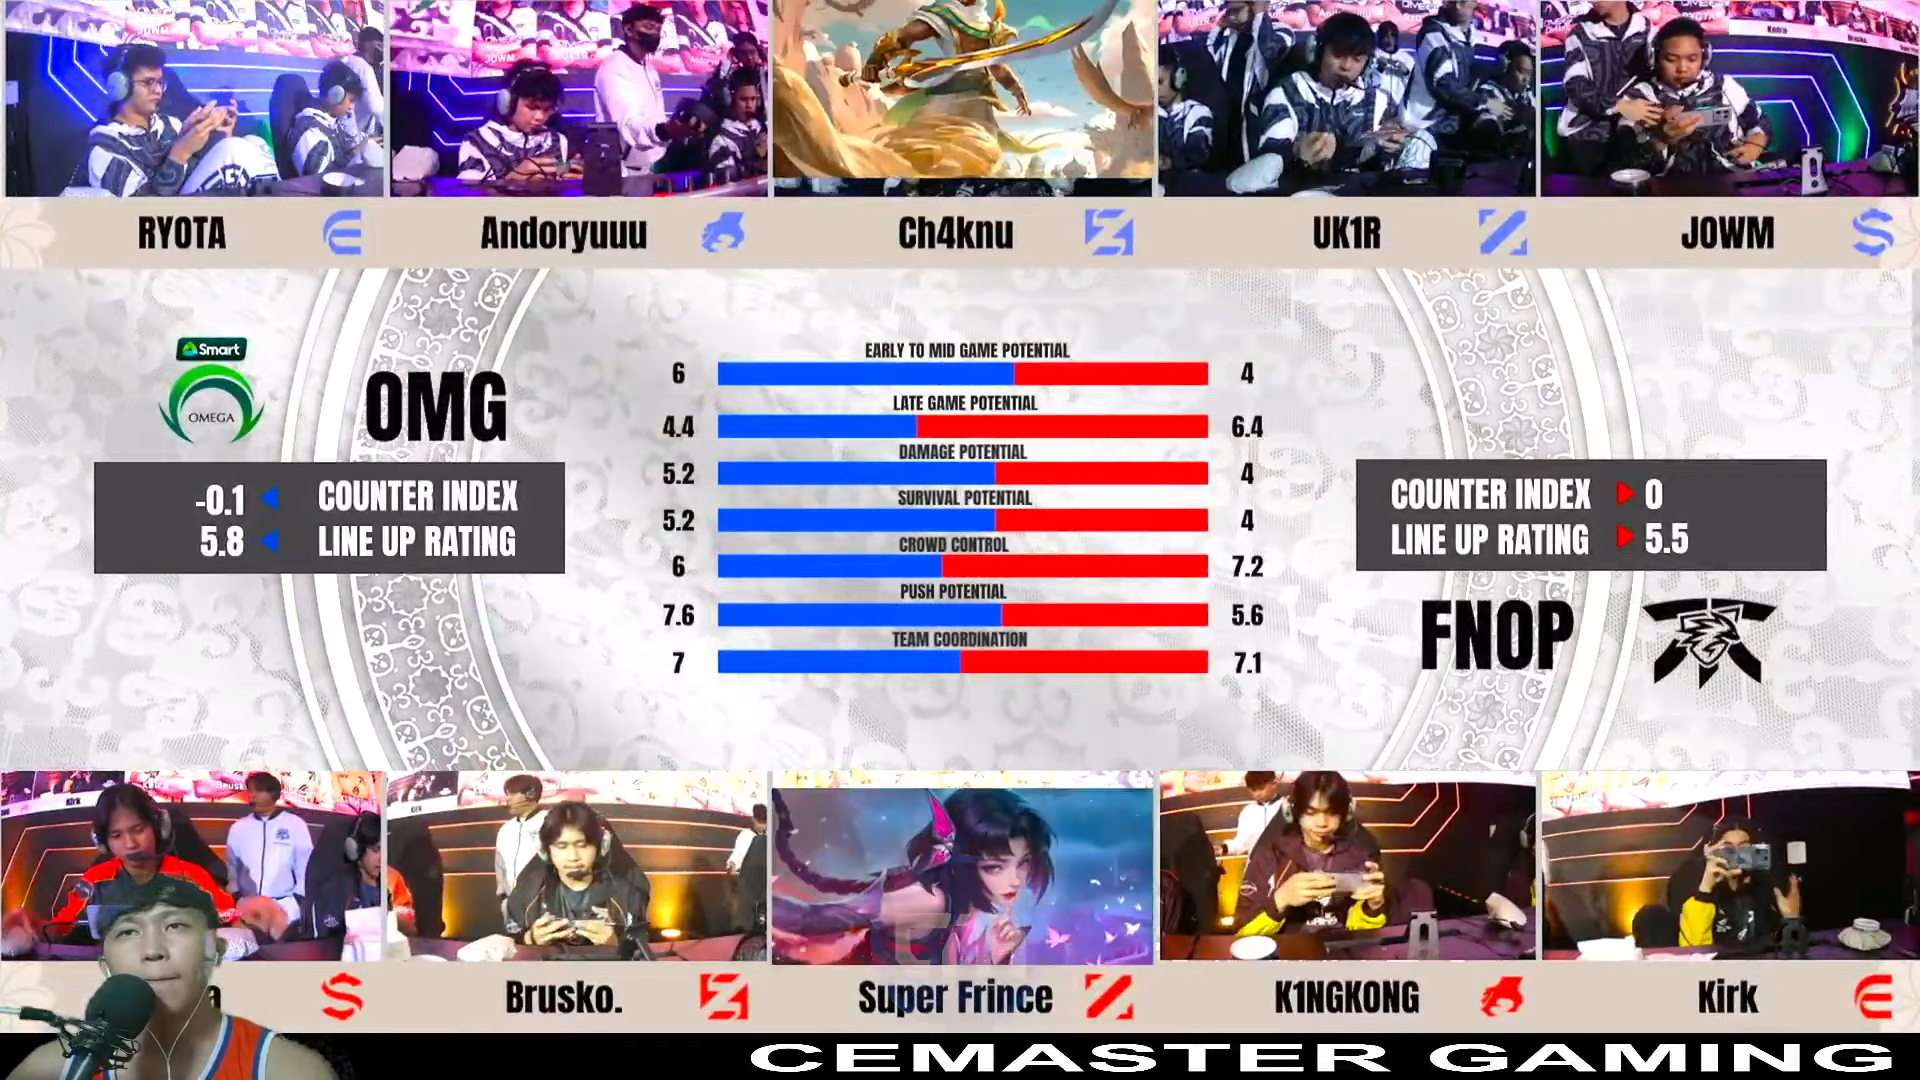 RYOTA
Andoryuuu
Ch4knu
UK1R
JOWM
Smart
OMEGA
OMG
-0.1 COUNTER INDEX
5.8 LINE UP RATING
EARLY TO MID GAME POTENTIAL
6 4
LATE GAME POTENTIAL
4.4 6.4
DAMAGE POTENTIAL
5.2 4
SURVIVAL POTENTIAL
5.2 4
CROWD CONTROL
6 7.2
PUSH POTENTIAL
7.6 5.6
TEAM COORDINATION
7 7.1
COUNTER INDEX 0
LINE UP RATING 5.5
FNOP
Brusko.
Super Frince
K1NGKONG
Kirk
CEMASTER GAMING